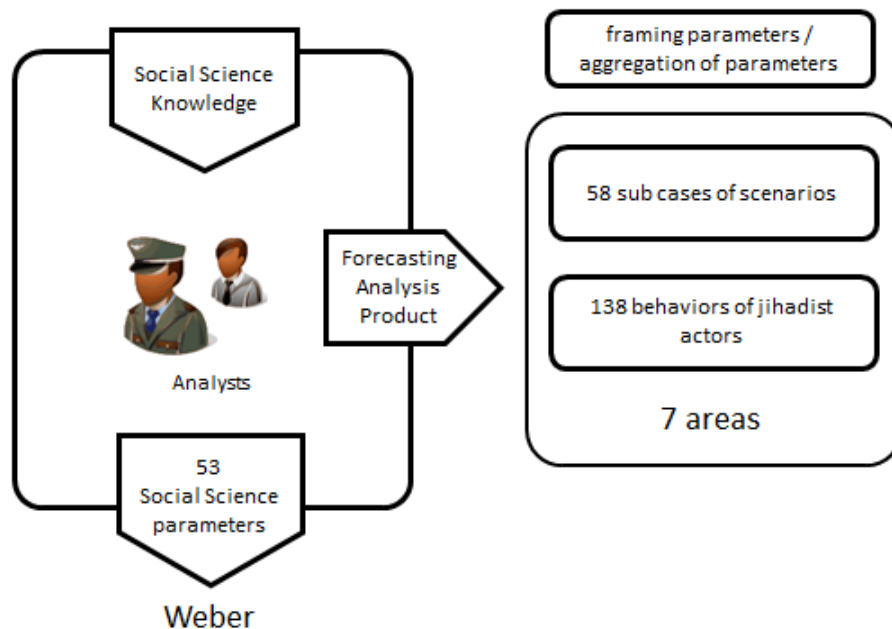 Social Science
Knowledge
Analysts
Forecasting
Analysis
Product
53
Social Science
parameters
Weber
framing parameters /
aggregation of parameters
58 sub cases of scenarios
138 behaviors of jihadist
actors
7 areas